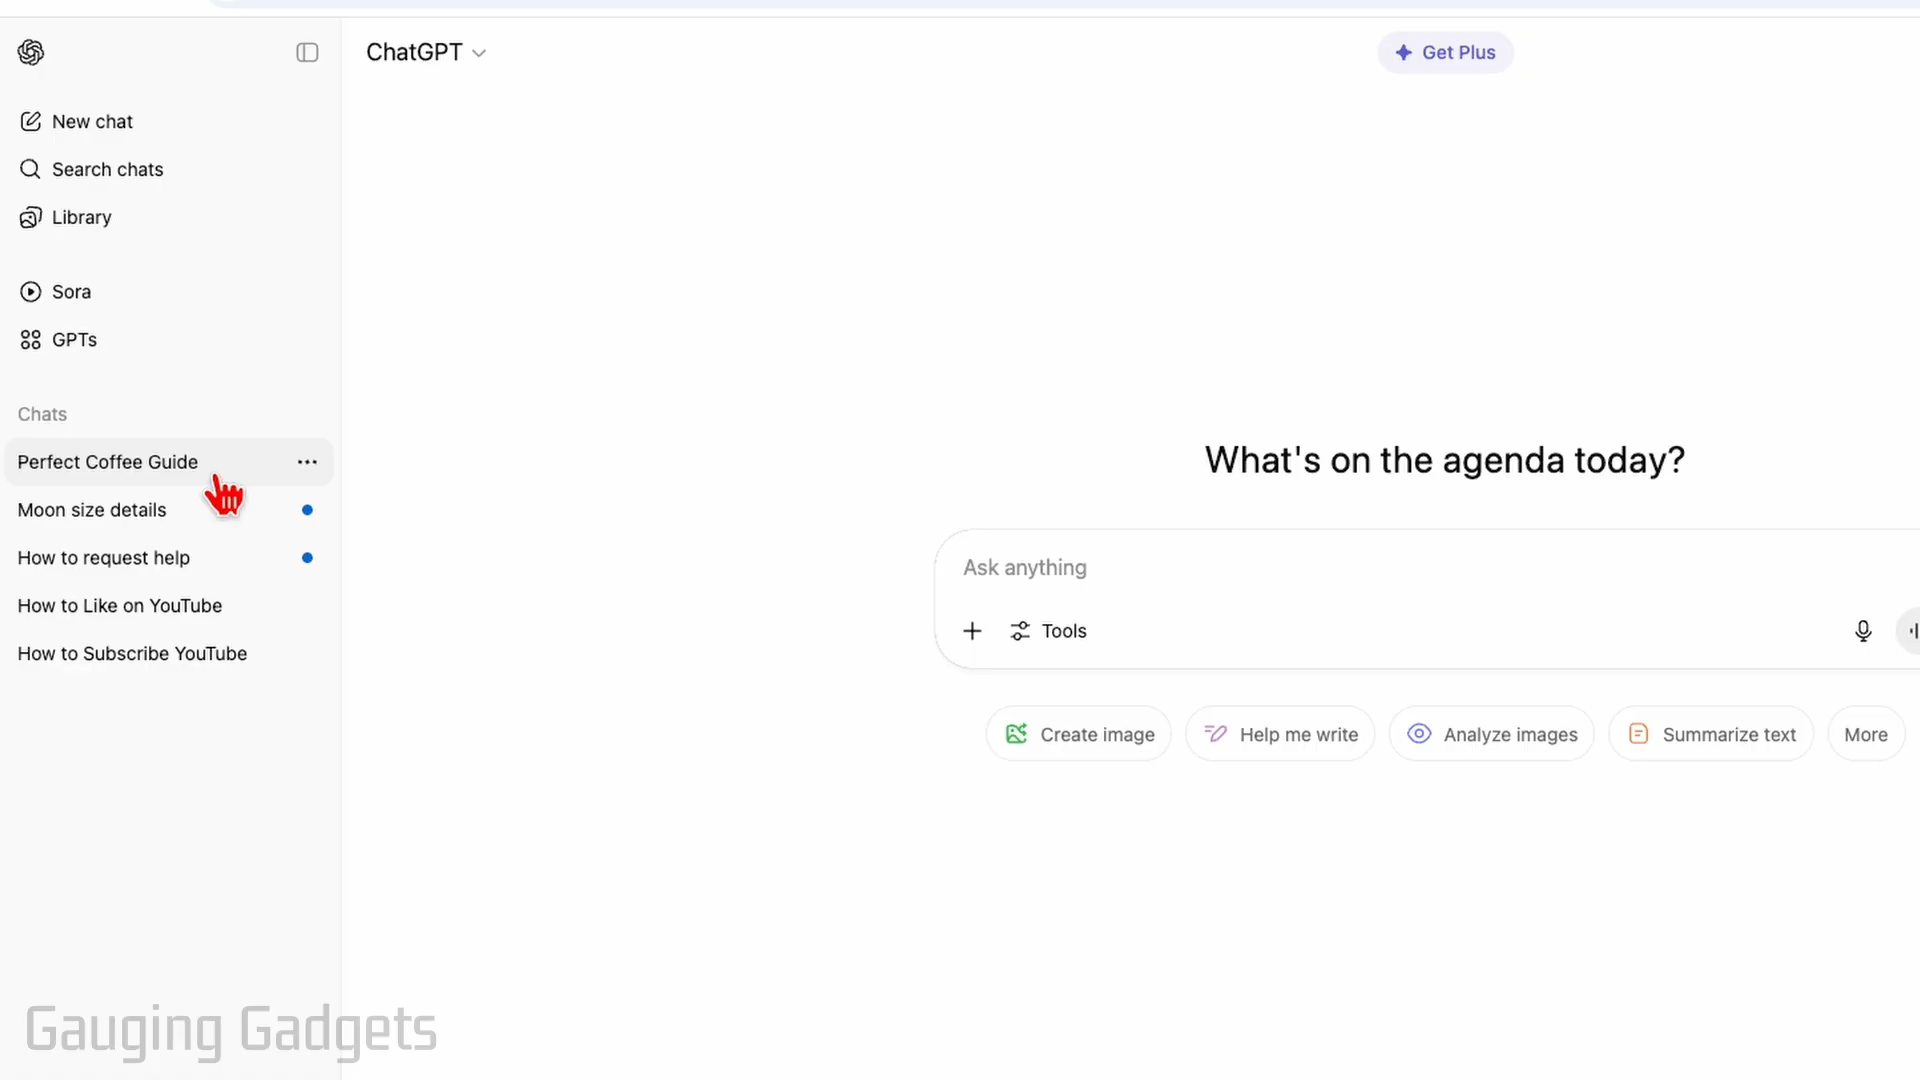 ChatGPT
Get Plus
New chat
Search chats
Library
Sora
GPTs
Chats
Perfect Coffee Guide
Moon size details
How to request help
How to Like on YouTube
How to Subscribe YouTube
What's on the agenda today?
Ask anything
Tools
Create image
Help me write
Analyze images
Summarize text
More
Gauging Gadgets